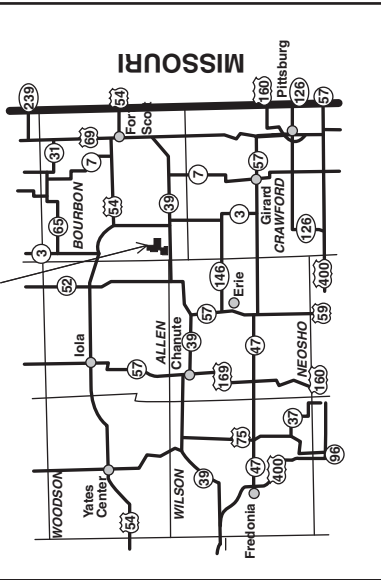 MISSOURI
239
54
160
Pittsburg
126
57
69
Fort
Scott
31
7
7
57
BOURBON
65
54
39
3
Girard
CRAWFORD
126
3
52
146
Erie
400
Iola
ALLEN
Chanute
57
59
57
39
169
47
NEOSHO
160
WOODSON
Yates
Center
54
WILSON
39
75
37
47
400
96
Fredonia